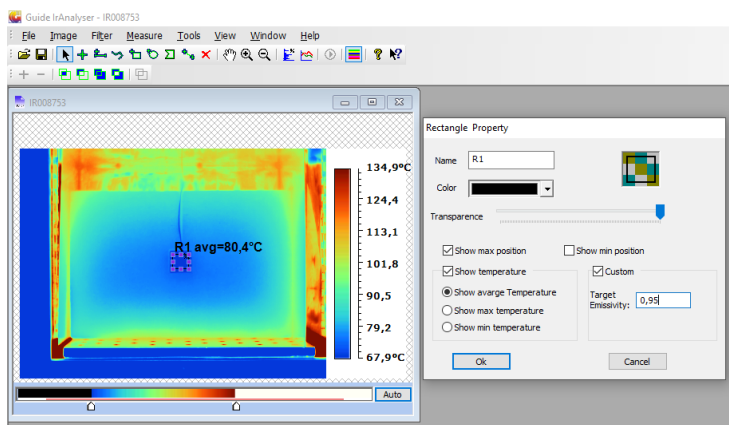 Guide IrAnalyser - IR008753
File Image Filter Measure Tools View Window Help
IR008753
134,9ºC
124,4
113,1
101,8
90,5
79,2
67,9ºC
R1 avg=80,4°C
Auto
Rectangle Property
Name R1
Color
Transparence
Show max position Show min position
Show temperature Custom
Show avarge Temperature
Show max temperature
Show min temperature
Target
Emissivity: 0,95
Ok Cancel